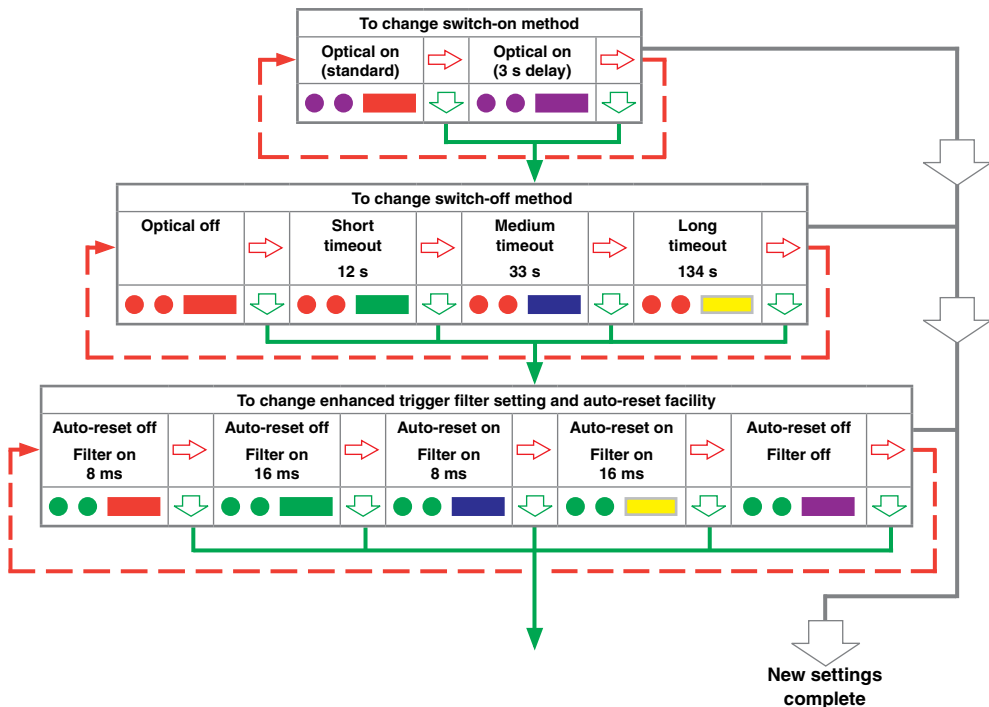 To change switch-on method
Optical on
(standard)
Optical on
(3 s delay)
To change switch-off method
Optical off
Short
timeout
12 s
Medium
timeout
33 s
Long
timeout
134 s
To change enhanced trigger filter setting and auto-reset facility
Auto-reset off
Filter on
8 ms
Auto-reset off
Filter on
16 ms
Auto-reset on
Filter on
8 ms
Auto-reset on
Filter on
16 ms
Auto-reset off
Filter off
New settings
complete